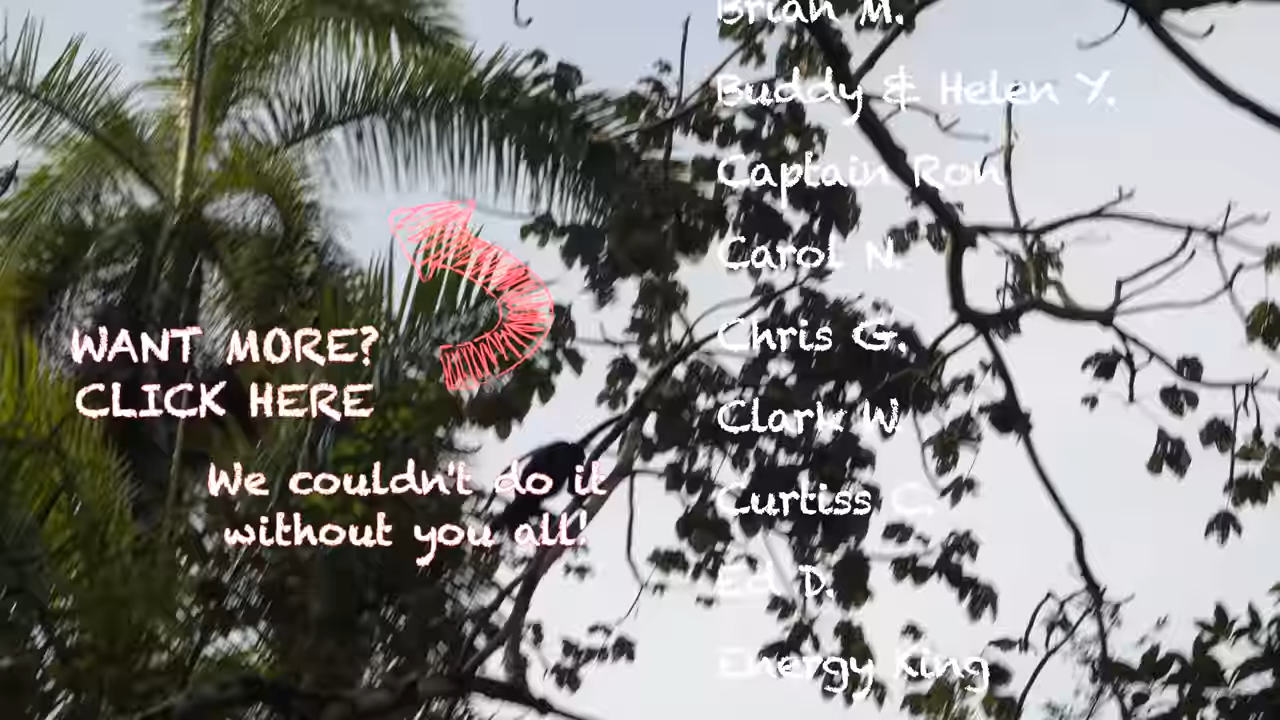 WANT MORE?
CLICK HERE
We couldn't do it
without you all!
Brian M.
Buddy & Helen Y.
Captain Ron
Carol N.
Chris G.
Clark W.
Curtiss C.
Ed D.
Energy King